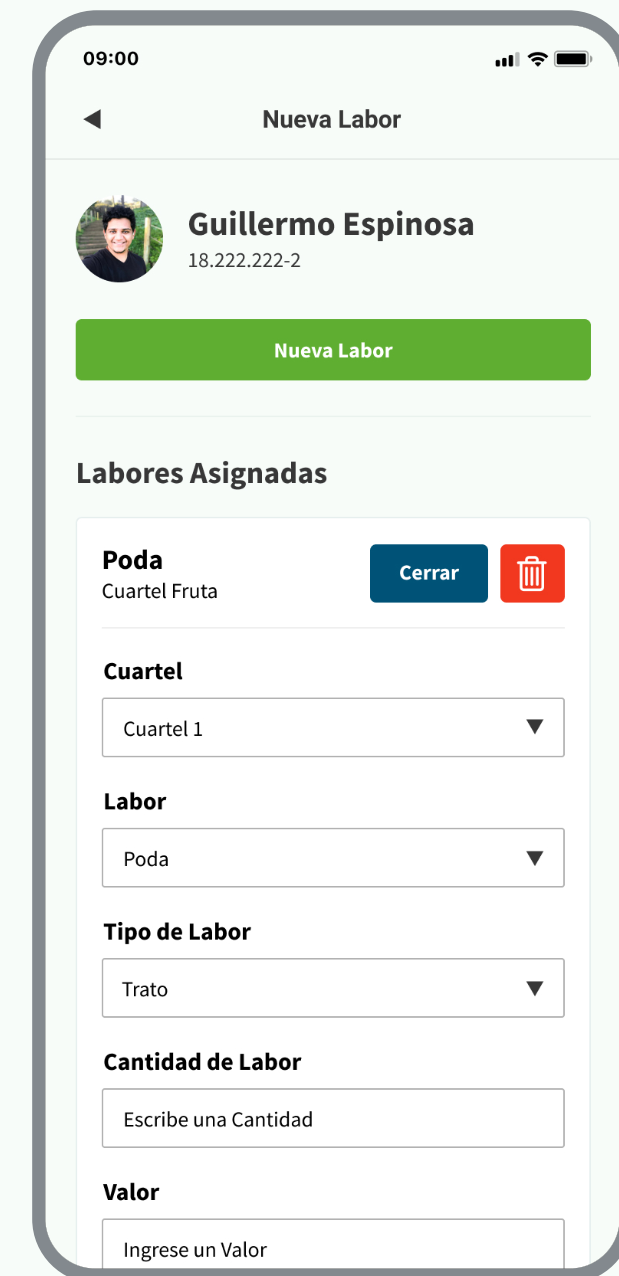 09:00
Nueva Labor
Guillermo Espinosa
18.222.222-2
Nueva Labor
Labores Asignadas
Poda
Cuartel Fruta
Cerrar
Cuartel
Cuartel 1
Labor
Poda
Tipo de Labor
Trato
Cantidad de Labor
Escribe una Cantidad
Valor
Ingrese un Valor